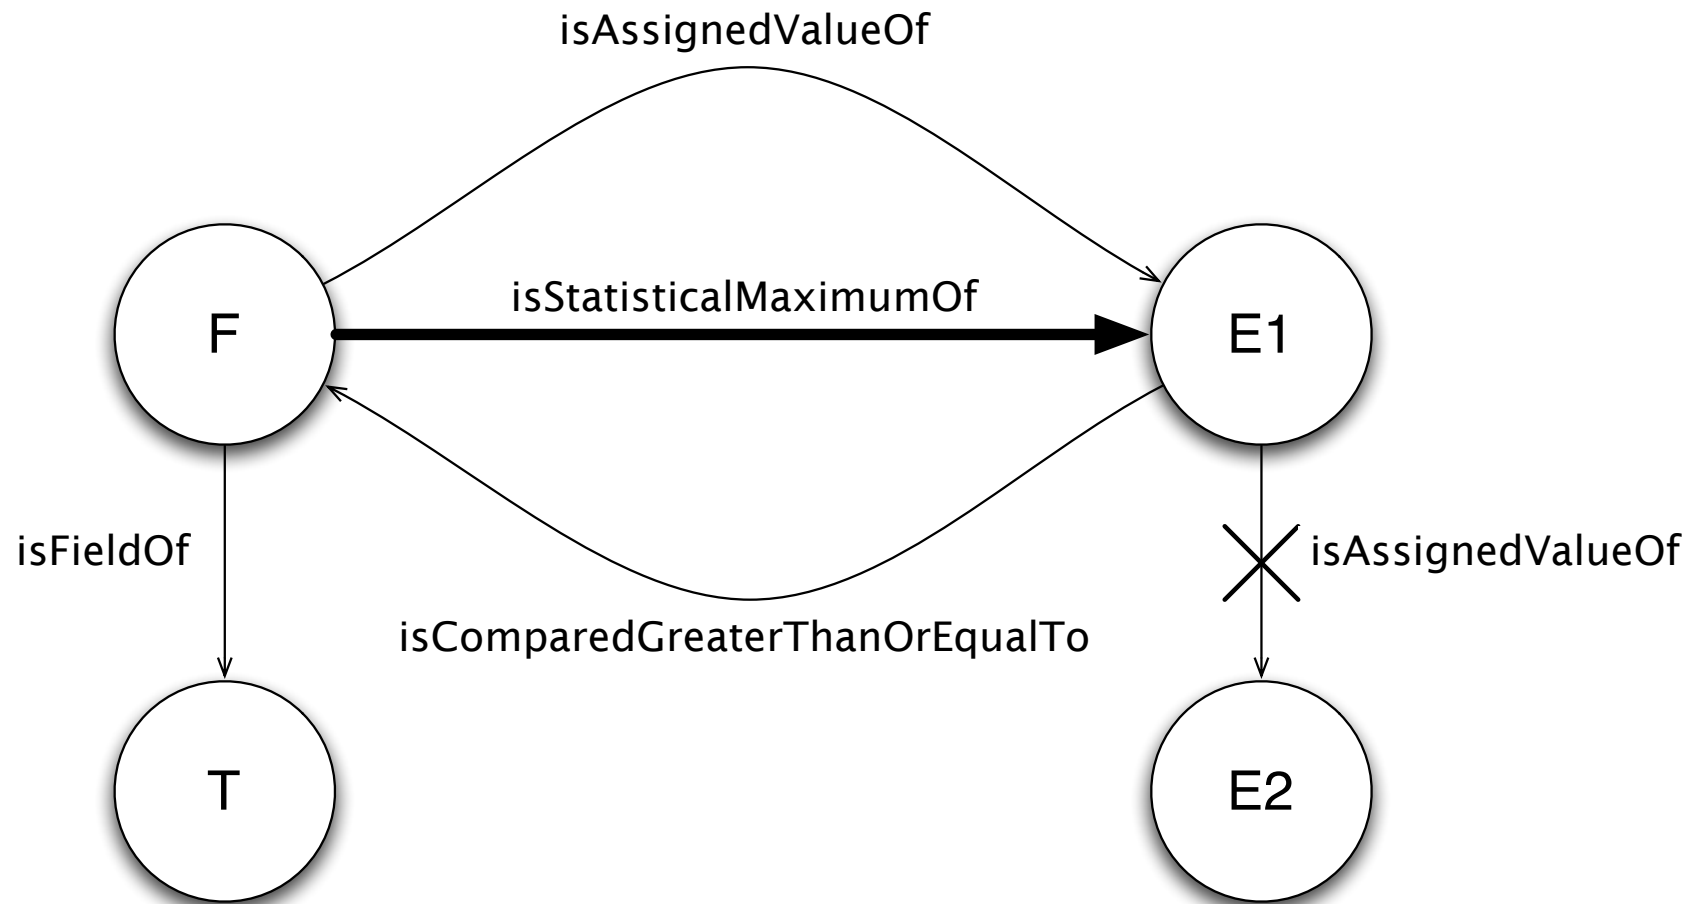 isAssignedValueOf
isStatisticalMaximumOf
F
E1
isFieldOf
isAssignedValueOf
isComparedGreaterThanOrEqualTo
T
E2